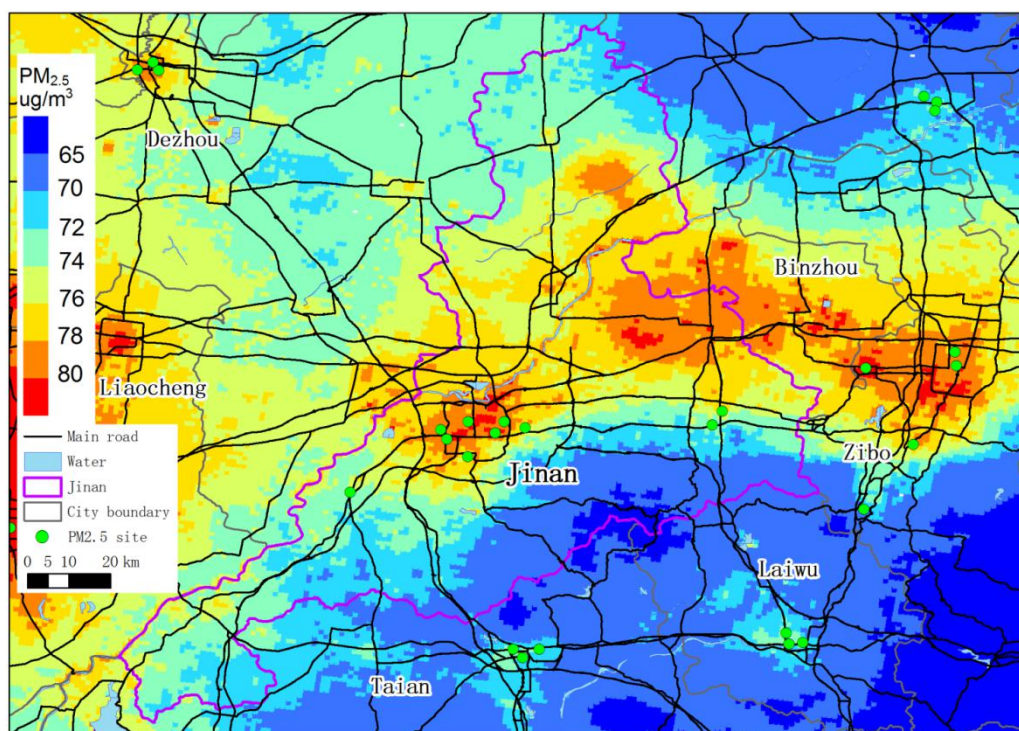 PM2.5
ug/m3
65
70
72
74
76
78
80
Main road
Water
Jinan
City boundary
PM2.5 site
0 5 10 20 km
Dezhou
Binzhou
Liaocheng
Zibo
Jinan
Laiwu
Taian